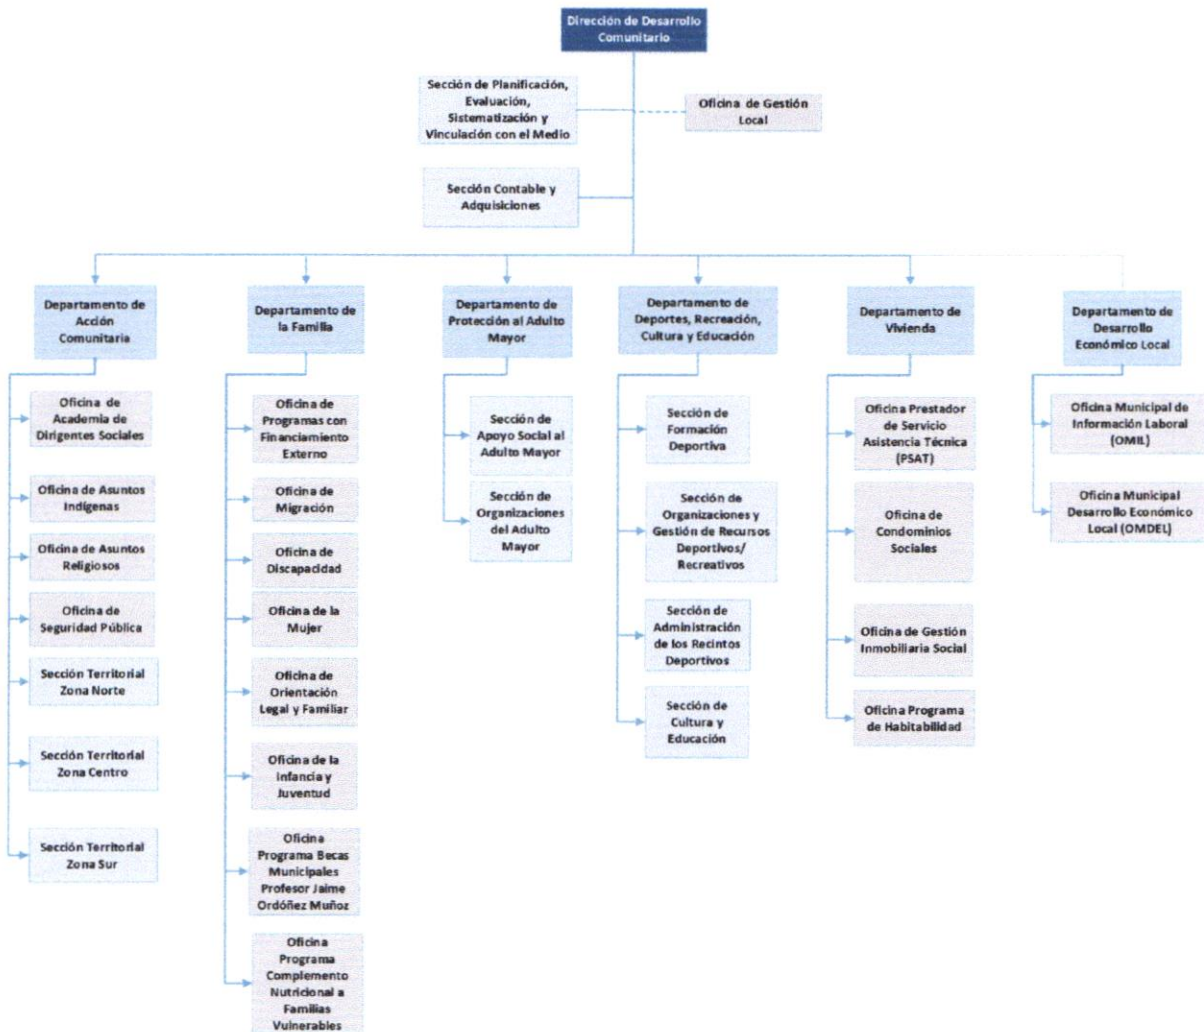 Dirección de Desarrollo
Comunitario
Sección de Planificación,
Evaluación,
Sistematización y
Vinculación con el Medio
Oficina de Gestión
Local
Sección Contable y
Adquisiciones
Departamento de
Acción
Comunitaria
Departamento de
la Familia
Departamento de
Protección al Adulto
Mayor
Departamento de
Deportes, Recreación,
Cultura y Educación
Departamento de
Vivienda
Departamento de
Desarrollo
Económico Local
Oficina de
Academia de
Dirigentes Sociales
Oficina de Asuntos
Indígenas
Oficina de Asuntos
Religiosos
Oficina de
Seguridad Pública
Sección Territorial
Zona Norte
Sección Territorial
Zona Centro
Sección Territorial
Zona Sur
Oficina de
Programas con
Financiamiento
Externo
Oficina de
Migración
Oficina de
Discapacidad
Oficina de la
Mujer
Oficina de
Orientación
Legal y Familiar
Oficina de la
Infancia y
Juventud
Oficina
Programa Becas
Municipales
Profesor Jaime
Ordóñez Muñoz
Oficina
Programa
Complemento
Nutricional a
Familias
Vulnerables
Sección de
Apoyo Social al
Adulto Mayor
Sección de
Organizaciones
del Adulto
Mayor
Sección de
Formación
Deportiva
Sección de
Organizaciones y
Gestión de Recursos
Deportivos/
Recreativos
Sección de
Administración
de los Recintos
Deportivos
Sección de
Cultura y
Educación
Oficina Prestador
de Servicio
Asistencia Técnica
(PSAT)
Oficina de
Condominios
Sociales
Oficina de Gestión
Inmobiliaria Social
Oficina Programa
de Habitabilidad
Oficina Municipal de
Información Laboral
(OMIL)
Oficina Municipal
Desarrollo Económico
Local (OMDEL)